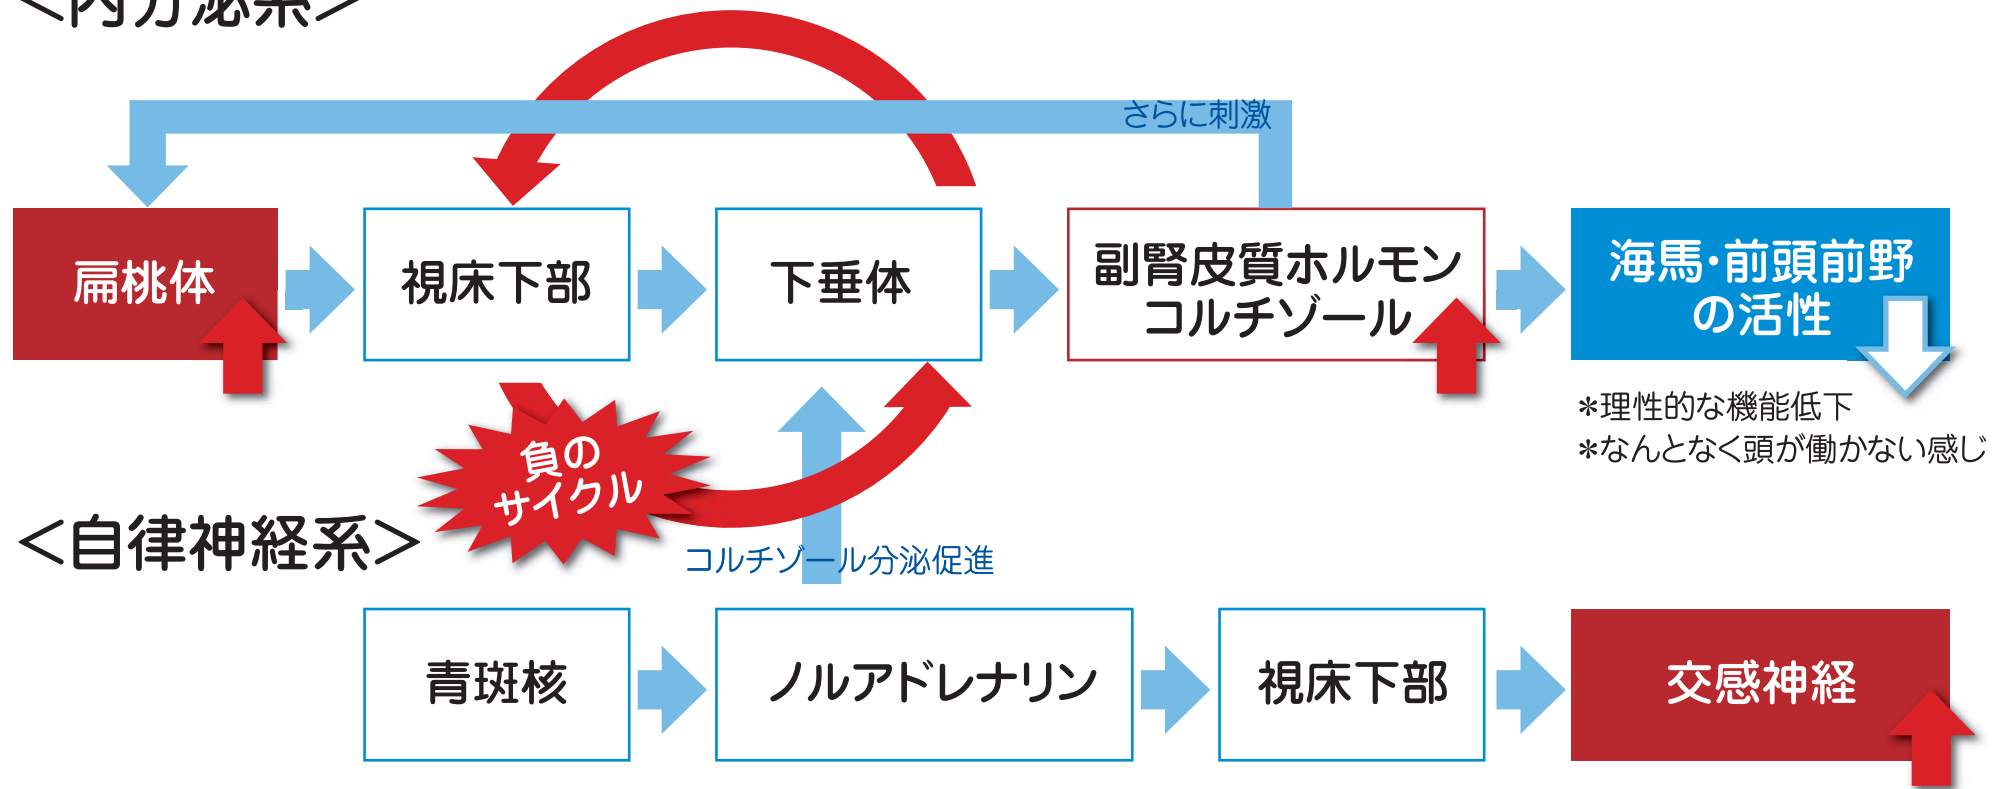 <内分泌系>
さらに刺激
扁桃体
視床下部
下垂体
副腎皮質ホルモン
コルチゾール
海馬・前頭前野
の活性
*理性的な機能低下
*なんとなく頭が働かない感じ
負の
サイクル
<自律神経系>
コルチゾール分泌促進
青斑核
ノルアドレナリン
視床下部
交感神経